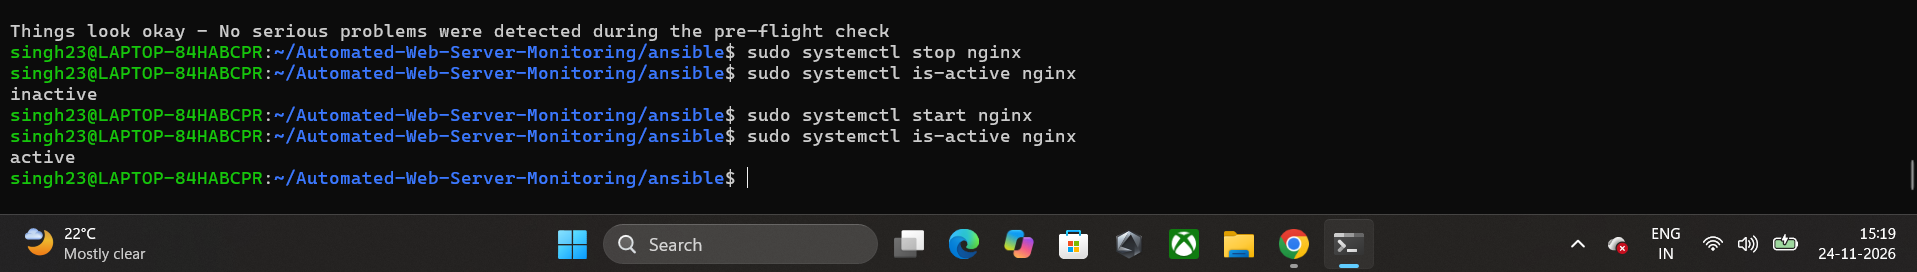 Things look okay - No serious problems were detected during the pre-flight check
singh23@LAPTOP-84HABCPR:~/Automated-Web-Server-Monitoring/ansible$ sudo systemctl stop nginx
singh23@LAPTOP-84HABCPR:~/Automated-Web-Server-Monitoring/ansible$ sudo systemctl is-active nginx
inactive
singh23@LAPTOP-84HABCPR:~/Automated-Web-Server-Monitoring/ansible$ sudo systemctl start nginx
singh23@LAPTOP-84HABCPR:~/Automated-Web-Server-Monitoring/ansible$ sudo systemctl is-active nginx
active
singh23@LAPTOP-84HABCPR:~/Automated-Web-Server-Monitoring/ansible$
22°C
Mostly clear
Search
ENG
IN
15:19
24-11-2026